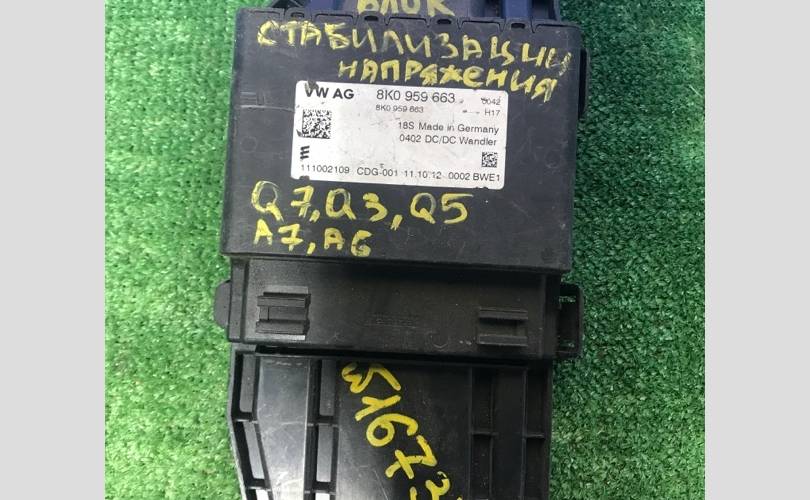 БЛОК
СТАБИЛИЗАЦИИ
НАПРЯЖЕНИЯ
VW AG 8K0 959 663 0042
8K0 959 663 H17
18S Made in Germany
0402 DC/DC Wandler
111002109 CDG-001 11.10.12 0002 BWE1
Q7, Q3, Q5
A7, A6